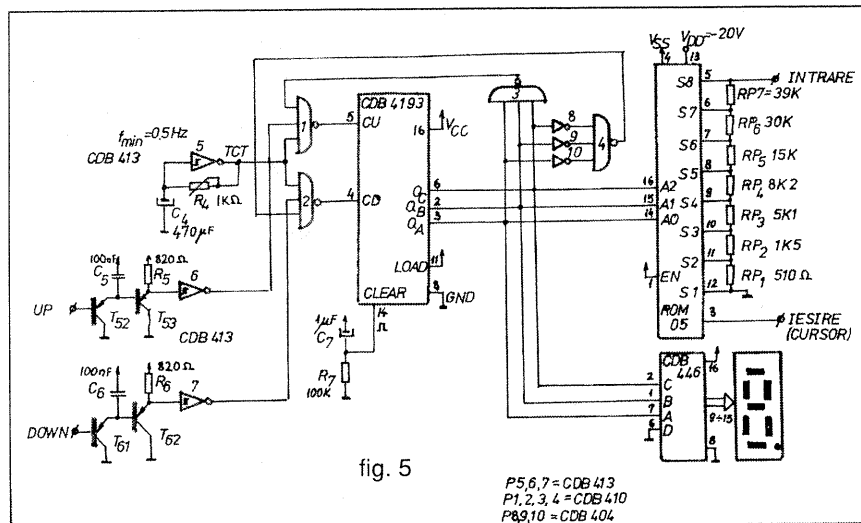 VSS
VDD=-20V
4
13
CDB 4193
16
VCC
5
CU
4
CD
QC
6
QB
2
QA
3
LOAD
11
8
GND
CLEAR
14
fmin=0,5Hz
CDB 413
5
TCT
R4
1KΩ
C4
470µF
1
2
3
4
8
9
10
100nF
C5
820Ω
R5
6
UP
T52
T53
CDB 413
100nF
C6
820Ω
R6
7
DOWN
T61
T62
1µF
C7
R7
100K
S8
5
INTRARE
RP7=39K
S7
6
RP6 30K
S6
7
RP5 15K
S5
8
RP4 8K2
S4
9
RP3 5K1
S3
10
RP2 1K5
S2
11
RP1 510Ω
S1
12
16
A2
15
A1
14
A0
EN
1
ROM
05
3
IESIRE
(CURSOR)
CDB
446
16
2
C
1
B
7
A
6
D
9÷15
8
fig. 5
P5,6,7 = CDB 413
P1,2,3,4 = CDB 410
P8,9,10 = CDB 404